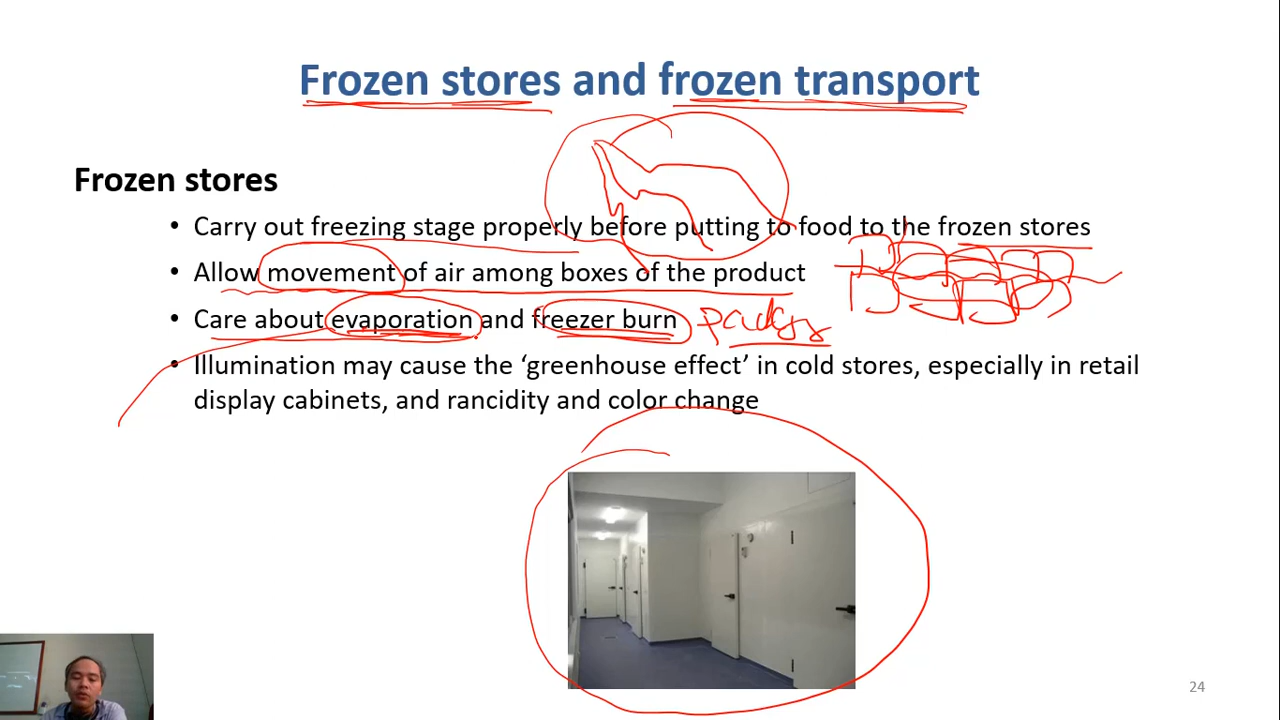 Frozen stores and frozen transport
Frozen stores
• Carry out freezing stage properly before putting to food to the frozen stores
• Allow movement of air among boxes of the product
• Care about evaporation and freezer burn
• Illumination may cause the ‘greenhouse effect’ in cold stores, especially in retail
display cabinets, and rancidity and color change
24